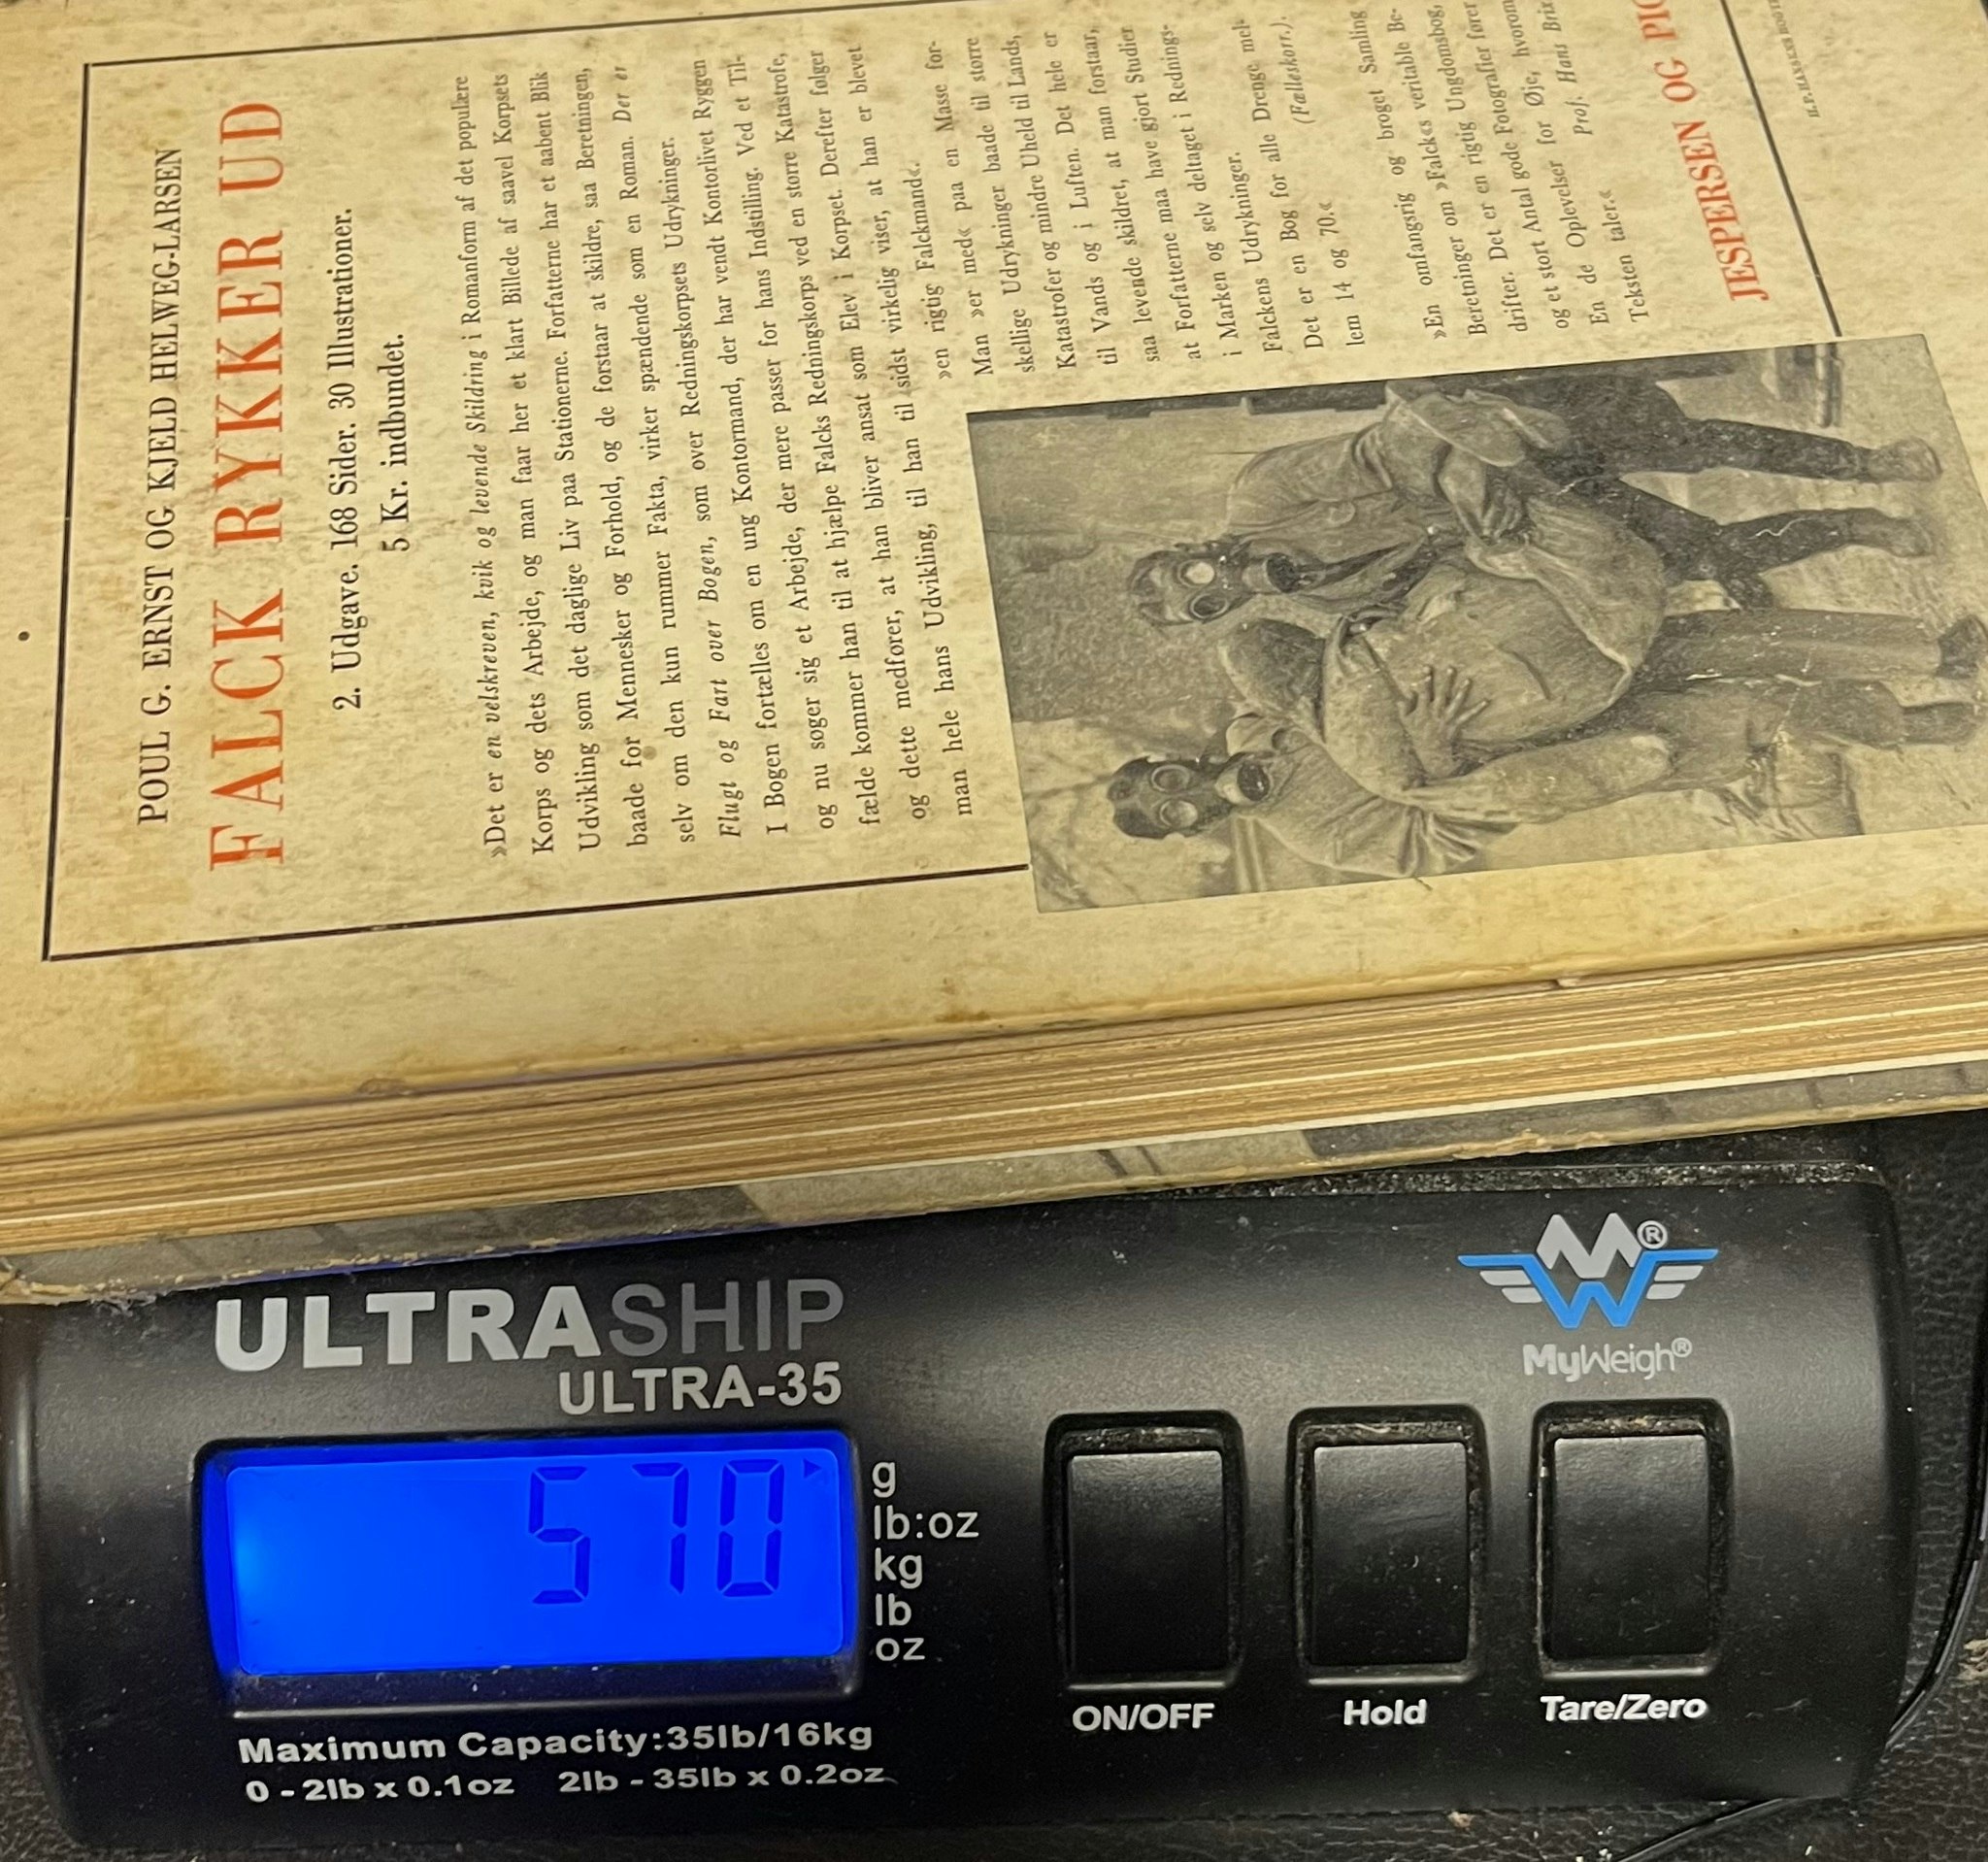 POUL G. ERNST OG KJELD HELWEG-LARSEN
FALCK RYKKER UD
2. Udgave. 168 Sider. 30 Illustrationer.
5 Kr. indbundet.
»Det er en velskreven, kvik og levende Skildring i Romanform af det populære
Korps og dets Arbejde, og man faar her et klart Billede af saavel Korpsets
Udvikling som det daglige Liv paa Stationerne. Forfatterne har et aabent Blik
baade for Mennesker og Forhold, og de forstaar at skildre, saa Beretningen,
selv om den kun rummer Fakta, virker spændende som en Roman. Der er
Flugt og Fart over Bogen, som over Redningskorpsets Udrykninger.
I Bogen fortælles om en ung Kontormand, der har vendt Kontorlivet Ryggen
og nu søger sig et Arbejde, der mere passer for hans Indstilling. Ved et Til-
fælde kommer han til at hjælpe Falcks Redningskorps ved en større Katastrofe,
og dette medfører, at han bliver ansat som Elev i Korpset. Derefter følger
man hele hans Udvikling, til han til sidst virkelig viser, at han er blevet
»en rigtig Falckmand«.
Man »er med« paa en Masse for-
skellige Udrykninger baade til større
Katastrofer og mindre Uheld til Lands,
til Vands og i Luften. Det hele er
saa levende skildret, at man forstaar,
at Forfatterne maa have gjort Studier
i Marken og selv deltaget i Rednings-
Falckens Udrykninger.
Det er en Bog for alle Drenge mel-
lem 14 og 70.« (Fælleskorr.).
»En omfangsrig og broget Samling
Beretninger om »Falck«s veritable Be-
drifter. Det er en rigtig Ungdomsbog,
og et stort Antal gode Fotografier fører
En de Oplevelser for Øje, hvorom
Teksten taler.« Prof. Hans Brix
JESPERSEN OG PIO
ULTRASHIP
ULTRA-35
MW®
MyWeigh®
570
g
lb:oz
kg
lb
oz
ON/OFF
Hold
Tare/Zero
Maximum Capacity:35lb/16kg
0 - 2lb x 0.1oz 2lb - 35lb x 0.2oz